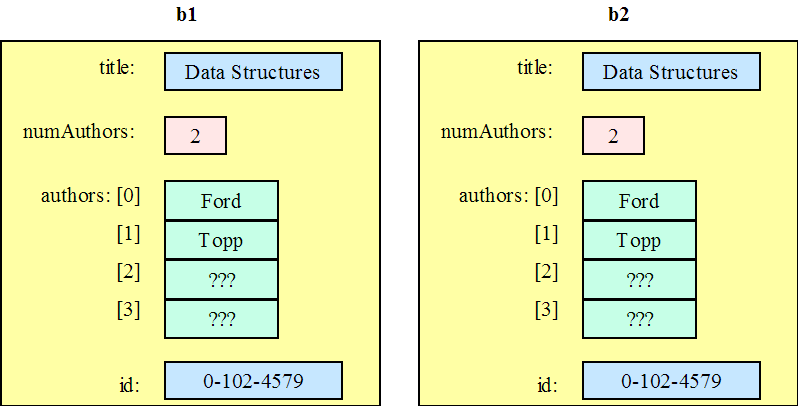 b1
title: Data Structures
numAuthors: 2
authors: [0] Ford
[1] Topp
[2] ???
[3] ???
id: 0-102-4579
b2
title: Data Structures
numAuthors: 2
authors: [0] Ford
[1] Topp
[2] ???
[3] ???
id: 0-102-4579